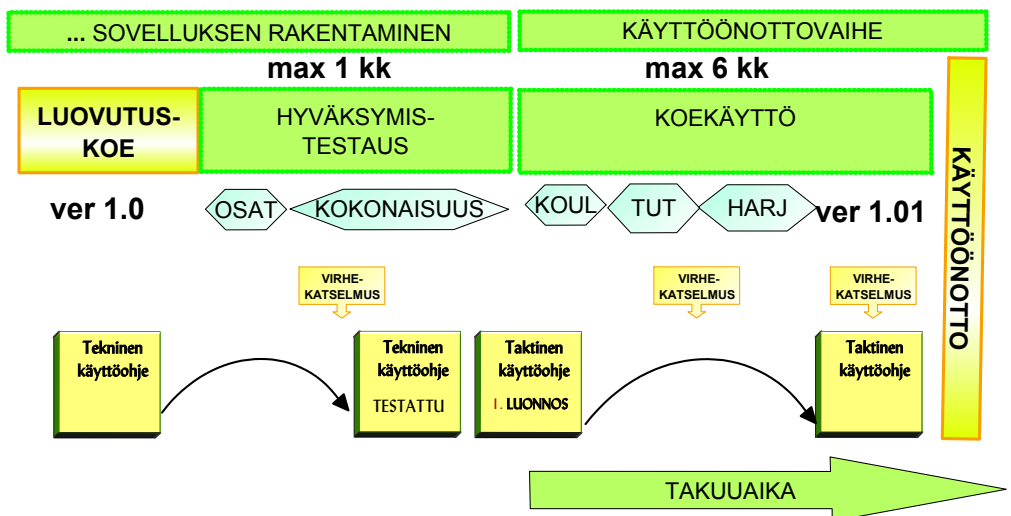 ... SOVELLUKSEN RAKENTAMINEN
KÄYTTÖÖNOTTOVAIHE
max 1 kk
max 6 kk
LUOVUTUS-
KOE
HYVÄKSYMIS-
TESTAUS
KOEKÄYTTÖ
KÄYTTÖÖNOTTO
ver 1.0
OSAT
KOKONAISUUS
KOUL
TUT
HARJ
ver 1.01
VIRHE-
KATSELMUS
VIRHE-
KATSELMUS
VIRHE-
KATSELMUS
Tekninen
käyttöohje
Tekninen
käyttöohje
TESTATTU
Taktinen
käyttöohje
1. LUONNOS
Taktinen
käyttöohje
TAKUUAIKA